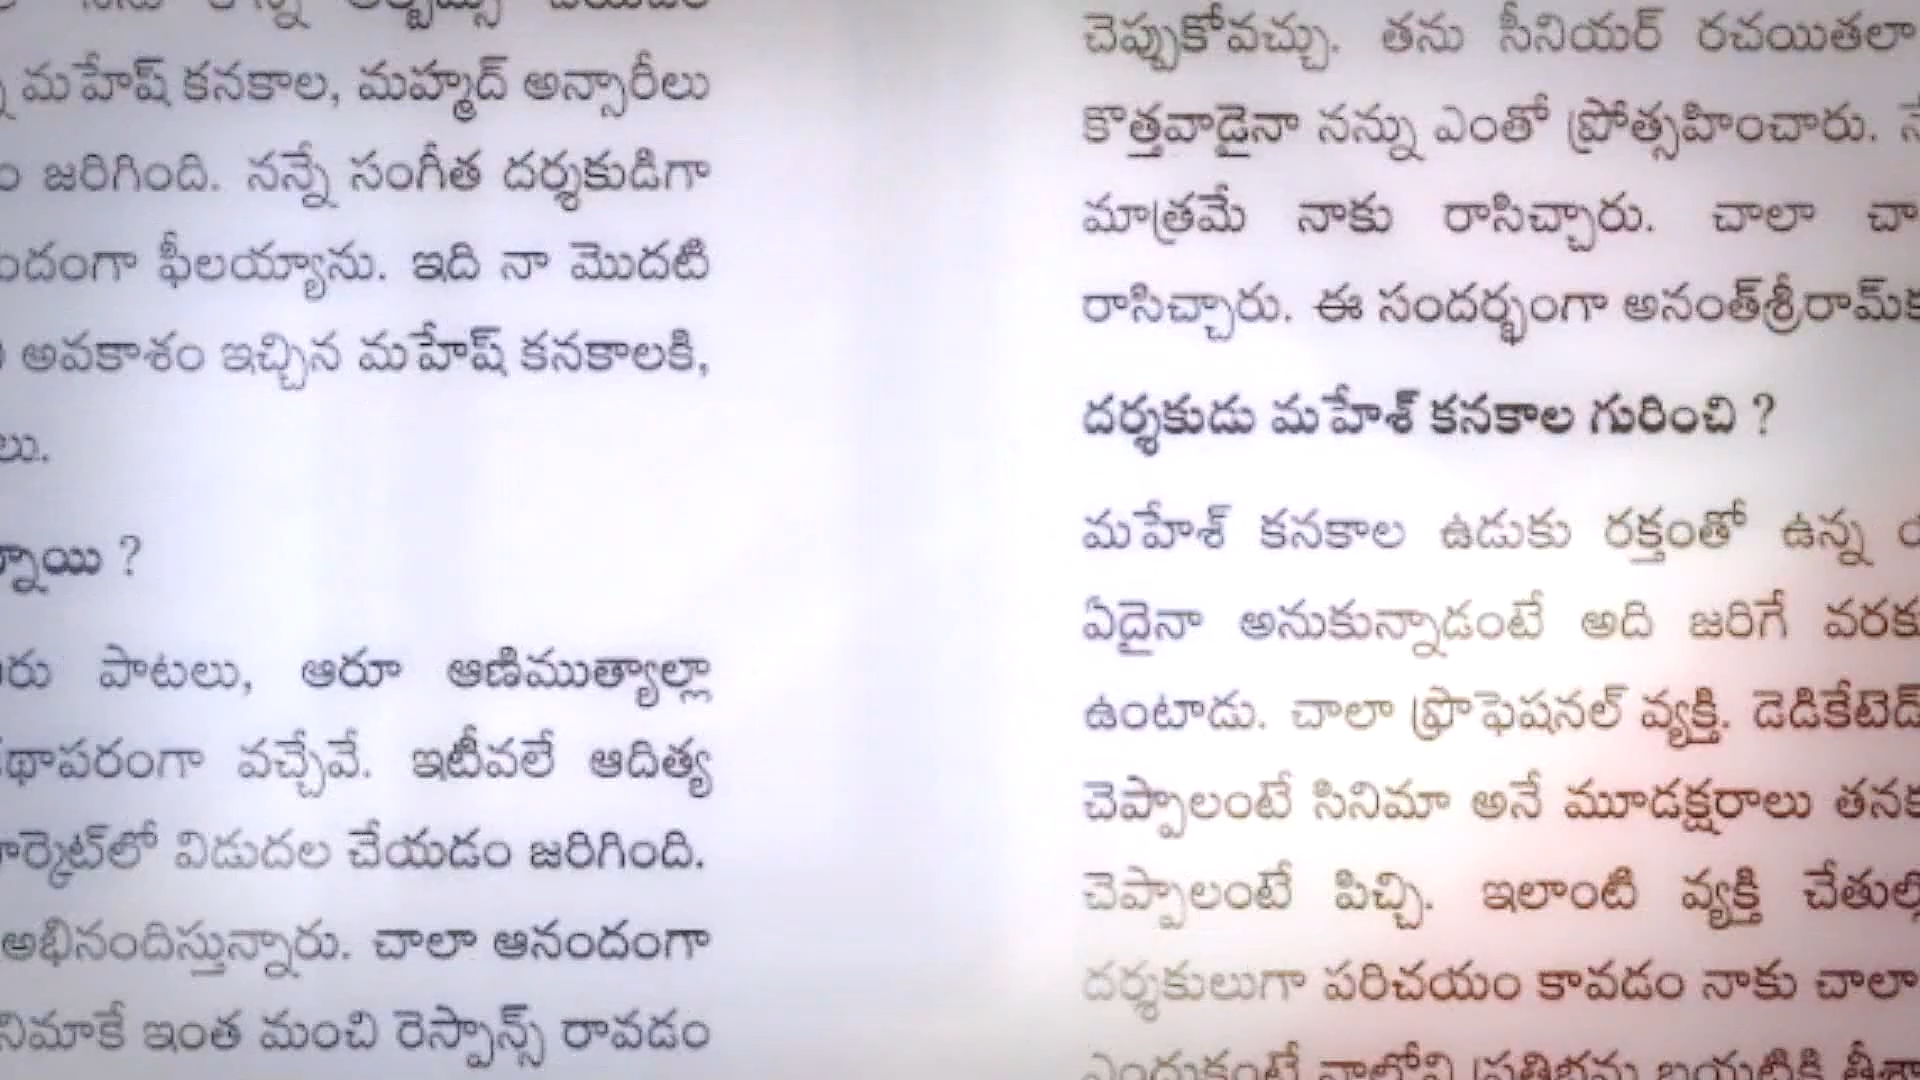 మహేష్ కనకాల, మహ్మద్ అన్సారీలు
జరిగింది. నన్నే సంగీత దర్శకుడిగా
ఫీలయ్యాను. ఇది నా మొదటి
అవకాశం ఇచ్చిన మహేష్ కనకాలకి,
పాటలు, ఆరూ ఆణిముత్యాల్లా
వచ్చేవే. ఇటీవలే ఆదిత్య
విడుదల చేయడం జరిగింది.
అభినందిస్తున్నారు. చాలా ఆనందంగా
ఇంత మంచి రెస్పాన్స్ రావడం
చెప్పుకోవచ్చు. తను సీనియర్ రచయితలా
కొత్తవాడైనా నన్ను ఎంతో ప్రోత్సహించారు.
మాత్రమే నాకు రాసిచ్చారు. చాలా
రాసిచ్చారు. ఈ సందర్భంగా అనంత్‌శ్రీరామ్‌క
దర్శకుడు మహేశ్ కనకాల గురించి ?
మహేశ్ కనకాల ఉడుకు రక్తంతో ఉన్న
ఏదైనా అనుకున్నాడంటే అది జరిగే వరకు
ఉంటాడు. చాలా ప్రొఫెషనల్ వ్యక్తి. డెడికేటెడ్
చెప్పాలంటే సినిమా అనే మూడక్షరాలు
చెప్పాలంటే పిచ్చి. ఇలాంటి వ్యక్తి
దర్శకులుగా పరిచయం కావడం నాకు చాలా